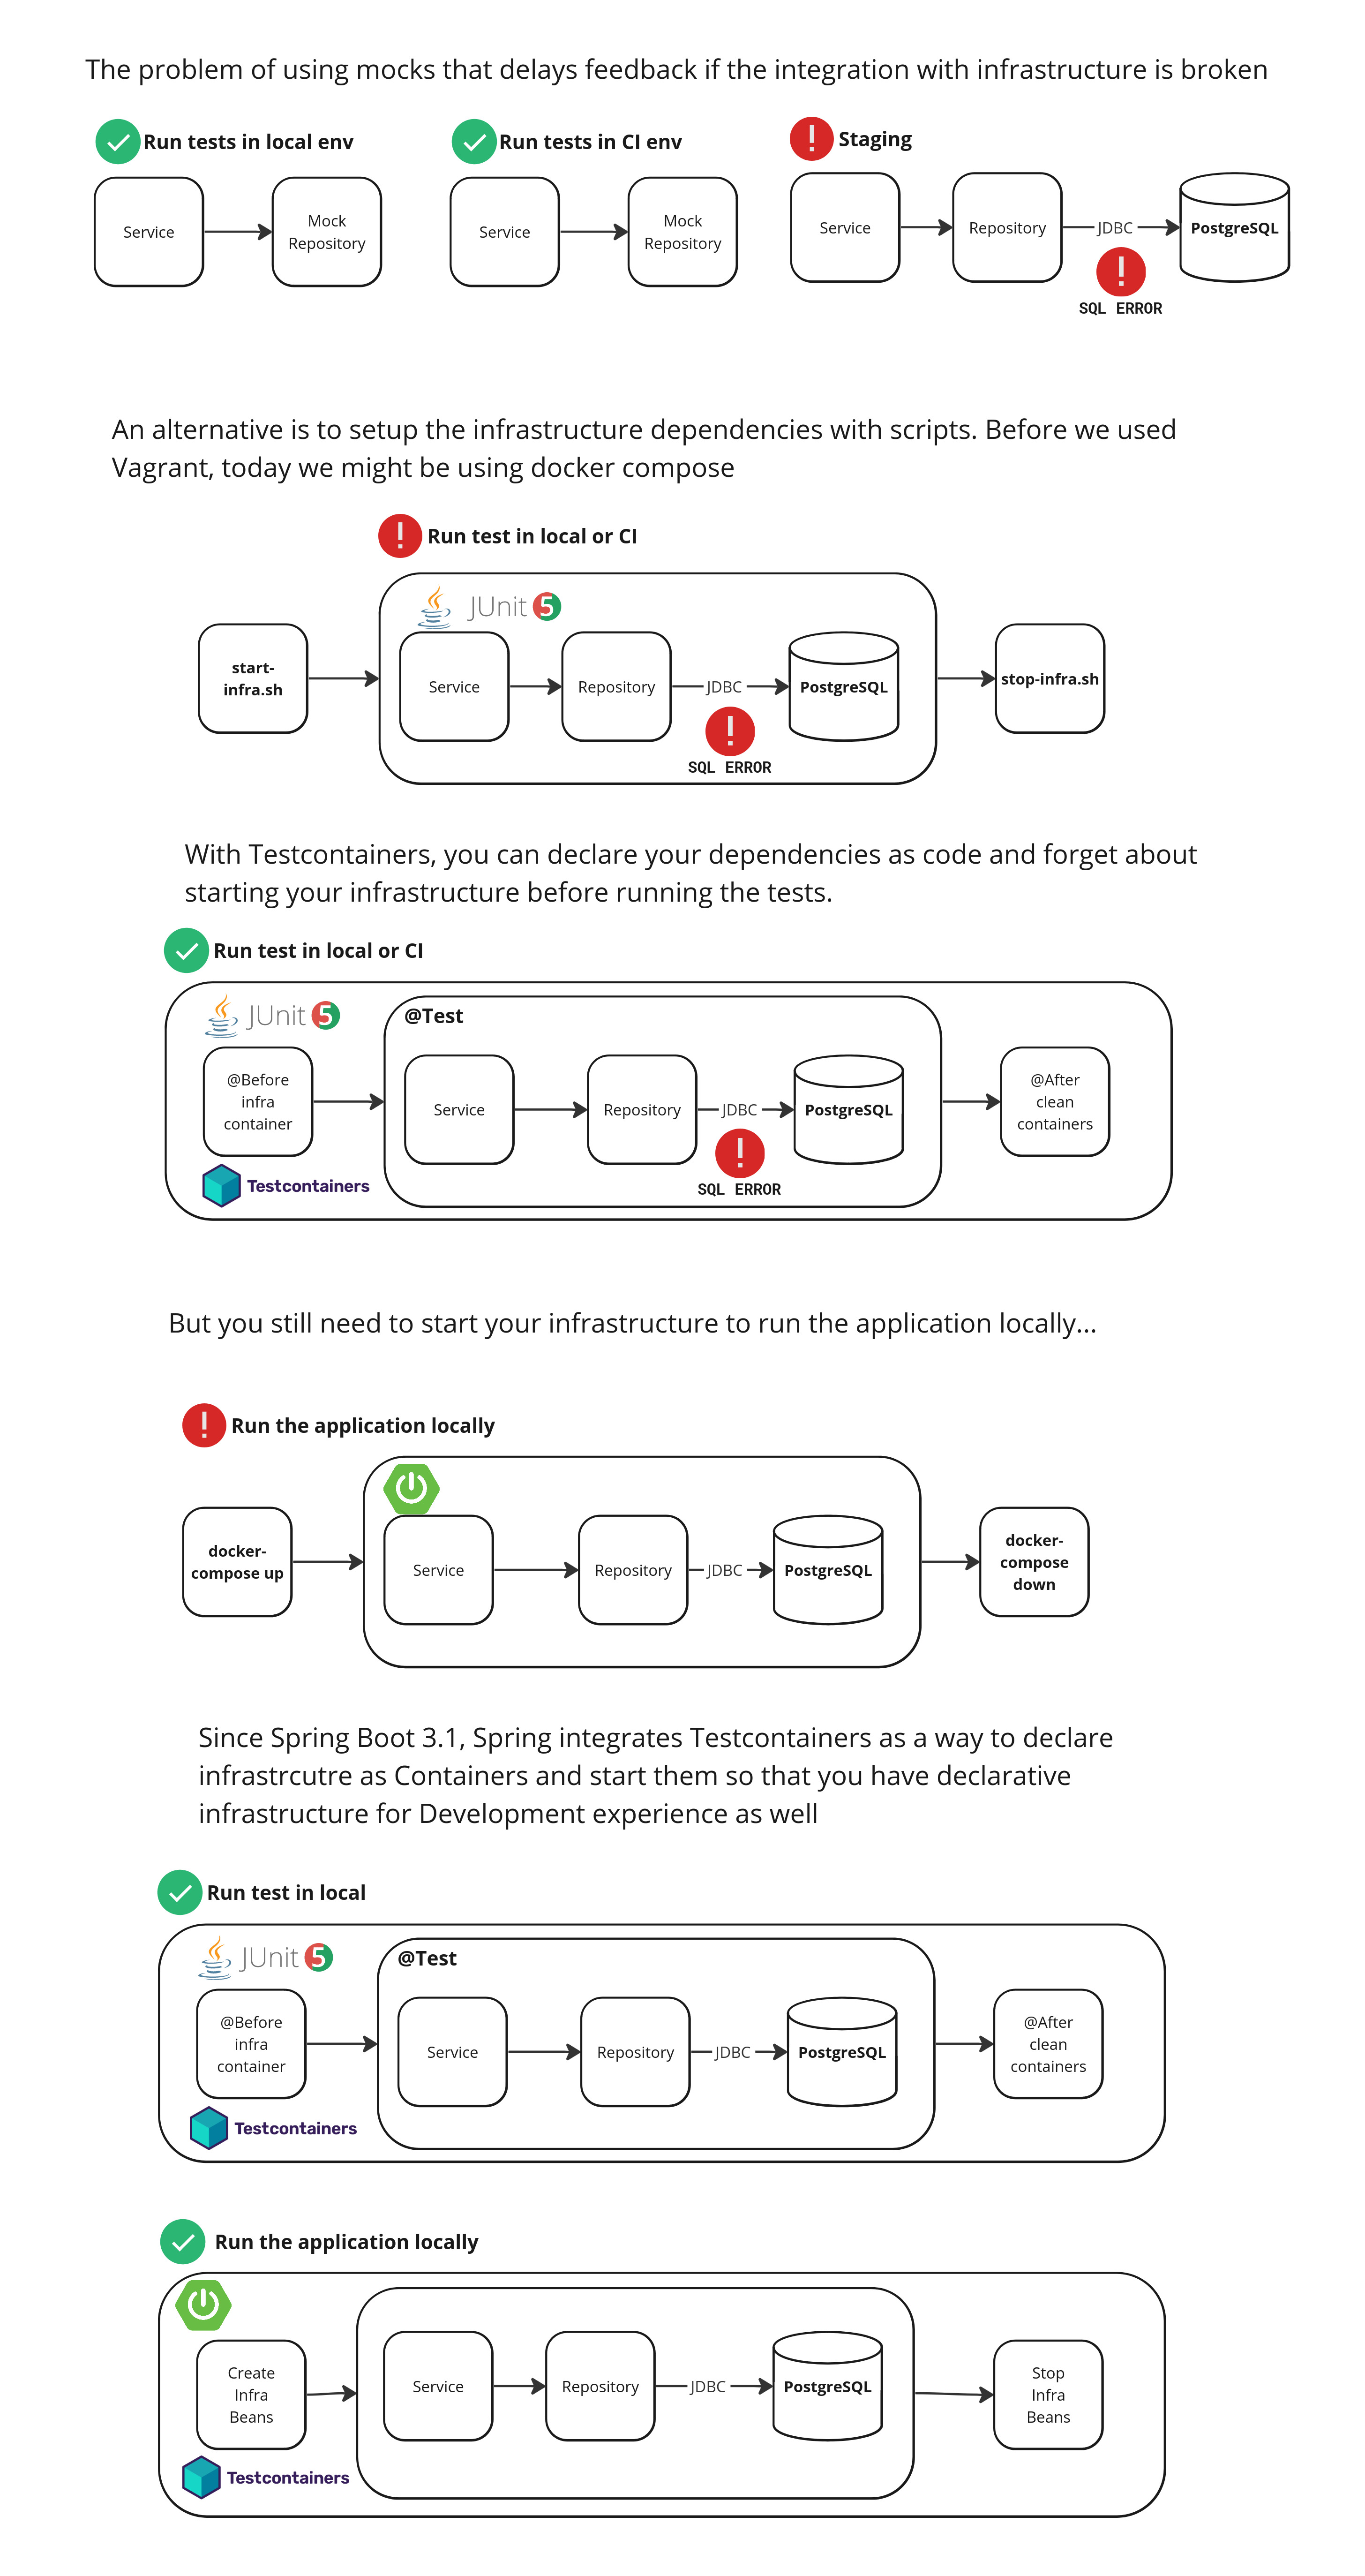 The problem of using mocks that delays feedback if the integration with infrastructure is broken
Run tests in local env
Run tests in CI env
Staging
Service
Mock
Repository
Service
Mock
Repository
Service
Repository
JDBC
PostgreSQL
SQL ERROR
An alternative is to setup the infrastructure dependencies with scripts. Before we used
Vagrant, today we might be using docker compose
Run test in local or CI
JUnit 5
start-
infra.sh
Service
Repository
JDBC
PostgreSQL
stop-infra.sh
SQL ERROR
With Testcontainers, you can declare your dependencies as code and forget about
starting your infrastructure before running the tests.
Run test in local or CI
JUnit 5
@Test
@Before
infra
container
Service
Repository
JDBC
PostgreSQL
@After
clean
containers
SQL ERROR
Testcontainers
But you still need to start your infrastructure to run the application locally...
Run the application locally
docker-
compose up
Service
Repository
JDBC
PostgreSQL
docker-
compose
down
Since Spring Boot 3.1, Spring integrates Testcontainers as a way to declare
infrastrcutre as Containers and start them so that you have declarative
infrastructure for Development experience as well
Run test in local
JUnit 5
@Test
@Before
infra
container
Service
Repository
JDBC
PostgreSQL
@After
clean
containers
Testcontainers
Run the application locally
Create
Infra
Beans
Service
Repository
JDBC
PostgreSQL
Stop
Infra
Beans
Testcontainers